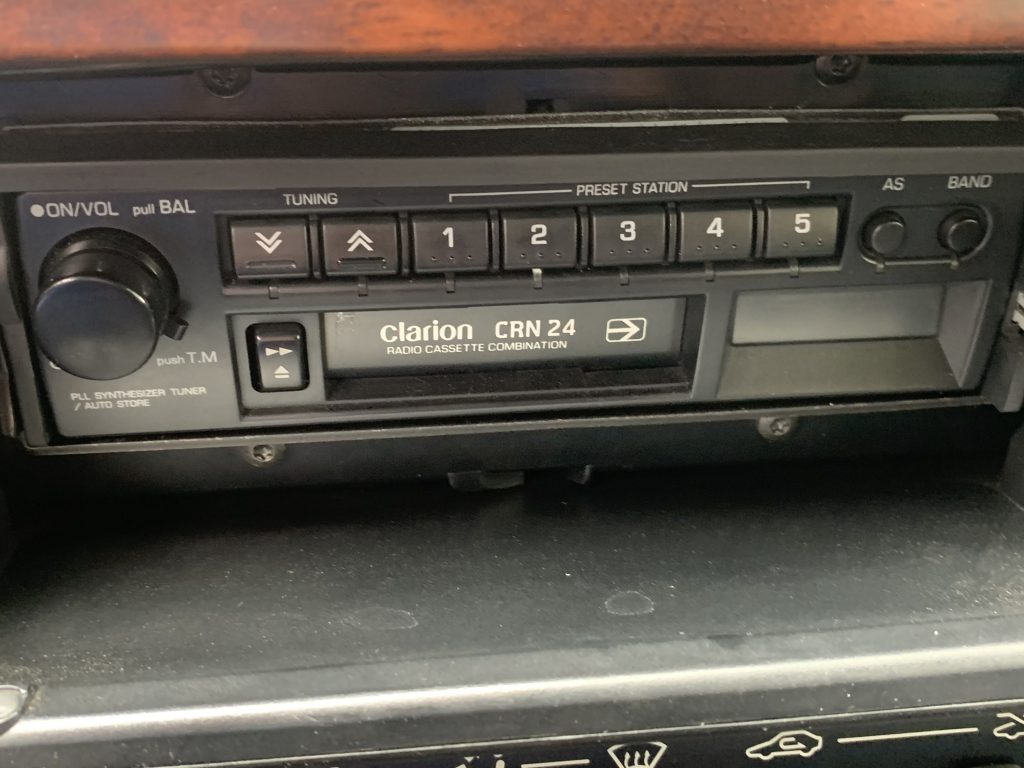 ●ON/VOL pull BAL
TUNING
PRESET STATION
AS
BAND
1 2 3 4 5
clarion CRN 24
RADIO CASSETTE COMBINATION
push T.M
PLL SYNTHESIZER TUNER
/ AUTO STORE